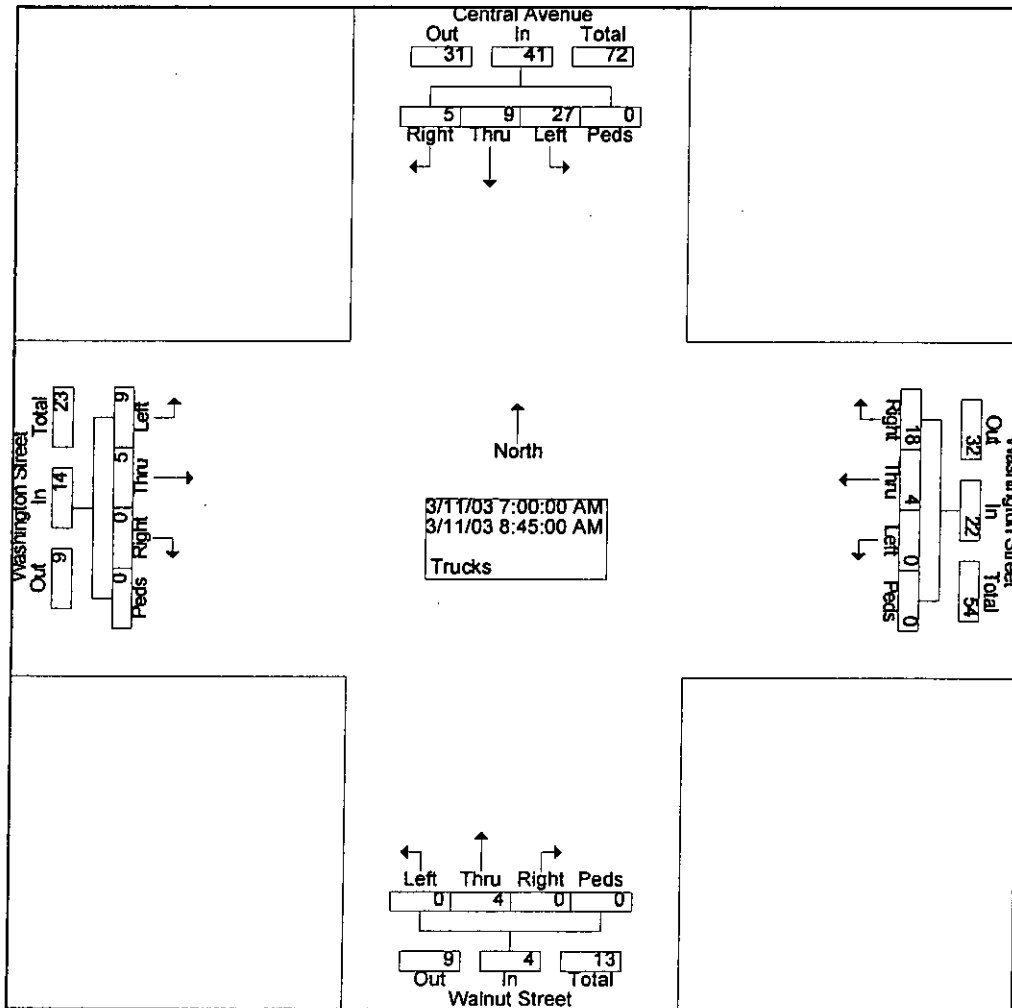 Central Avenue
Out In Total
31 41 72
5 9 27 0
Right Thru Left Peds
Washington Street
Total In Out
23 14 9
9 5 0 0
Left Thru Right Peds
North
3/11/03 7:00:00 AM
3/11/03 8:45:00 AM
Trucks
Right Thru Left Peds
18 4 0 0
32 22 54
Out In Total
Washington Street
Left Thru Right Peds
0 4 0 0
9 4 13
Out In Total
Walnut Street